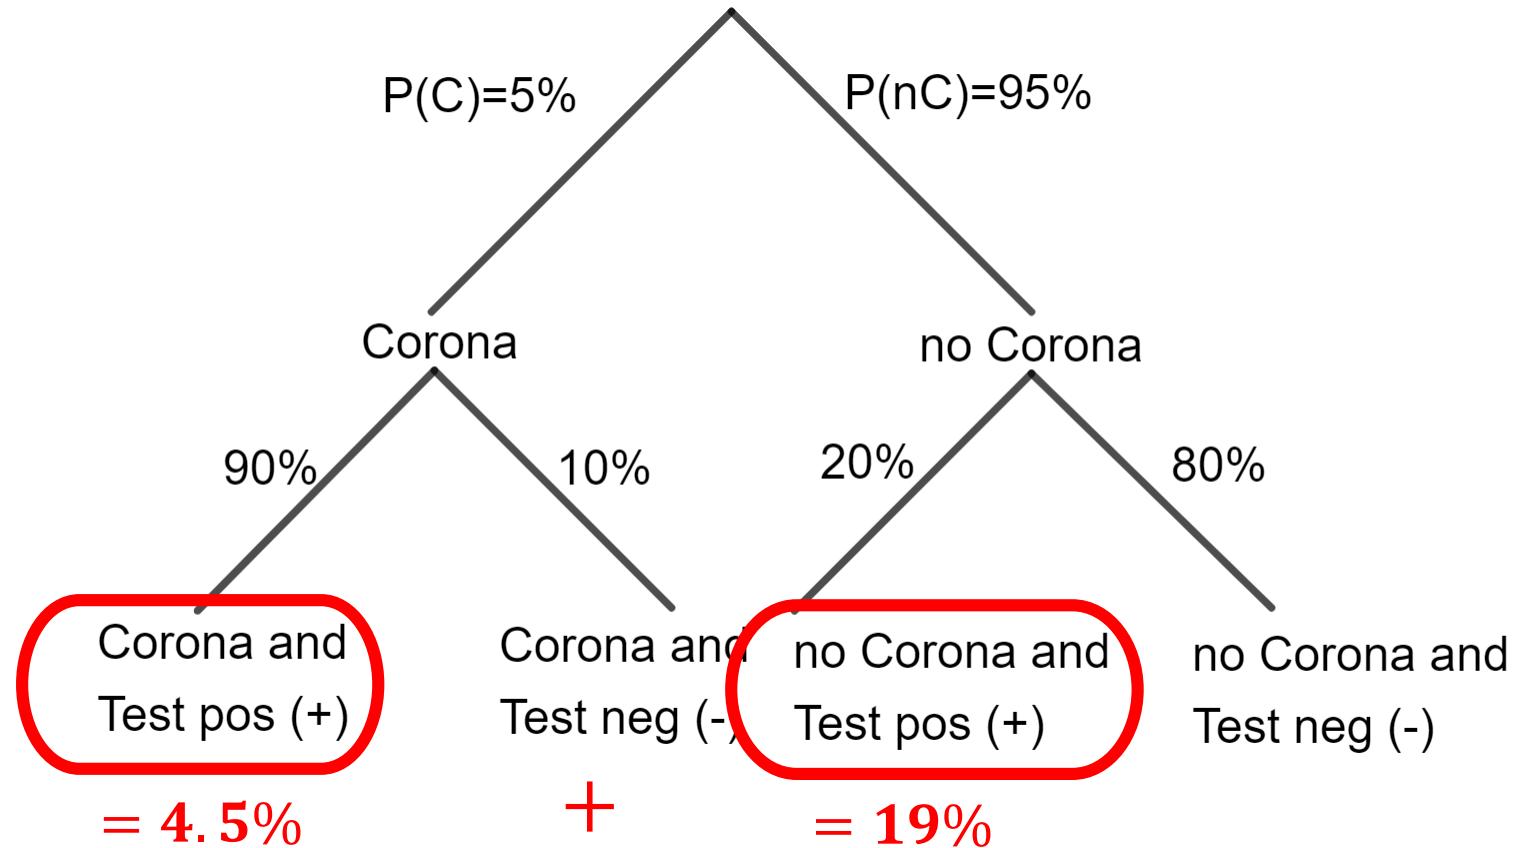 P(C)=5%
P(nC)=95%
Corona
no Corona
90%
10%
20%
80%
Corona and
Test pos (+)
Corona and
Test neg (-)
no Corona and
Test pos (+)
no Corona and
Test neg (-)
= 4.5%
+
= 19%